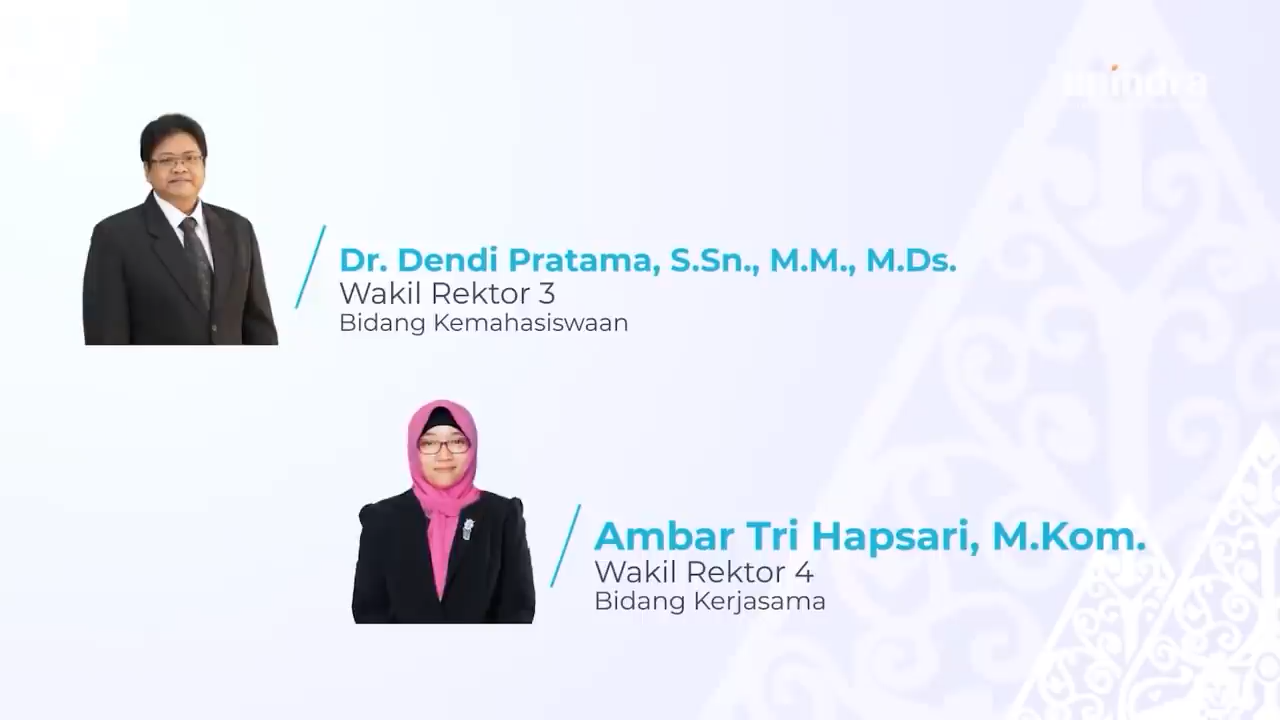 unindra
Dr. Dendi Pratama, S.Sn., M.M., M.Ds.
Wakil Rektor 3
Bidang Kemahasiswaan
Ambar Tri Hapsari, M.Kom.
Wakil Rektor 4
Bidang Kerjasama